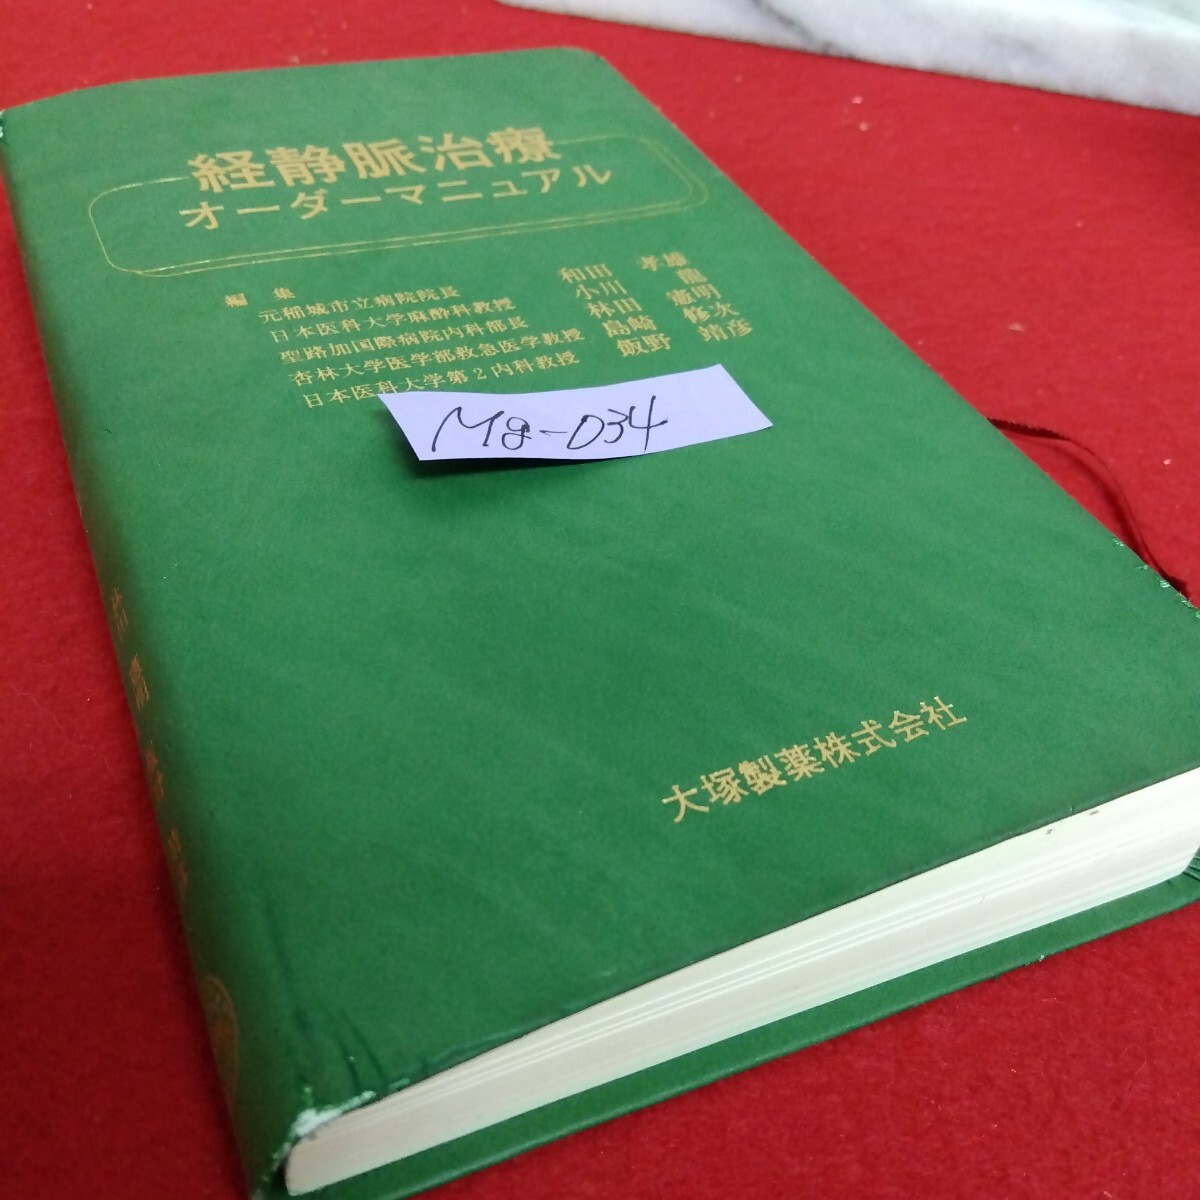 経静脈治療
オーダーマニュアル
編集
元稲城市立病院院長 和田 孝雄
日本医科大学麻酔科教授 小川 龍
聖路加国際病院内科部長 林田 憲明
杏林大学医学部救急医学教授 島崎 修次
日本医科大学第2内科教授 飯野 靖彦
Mg-034
大塚製薬株式会社